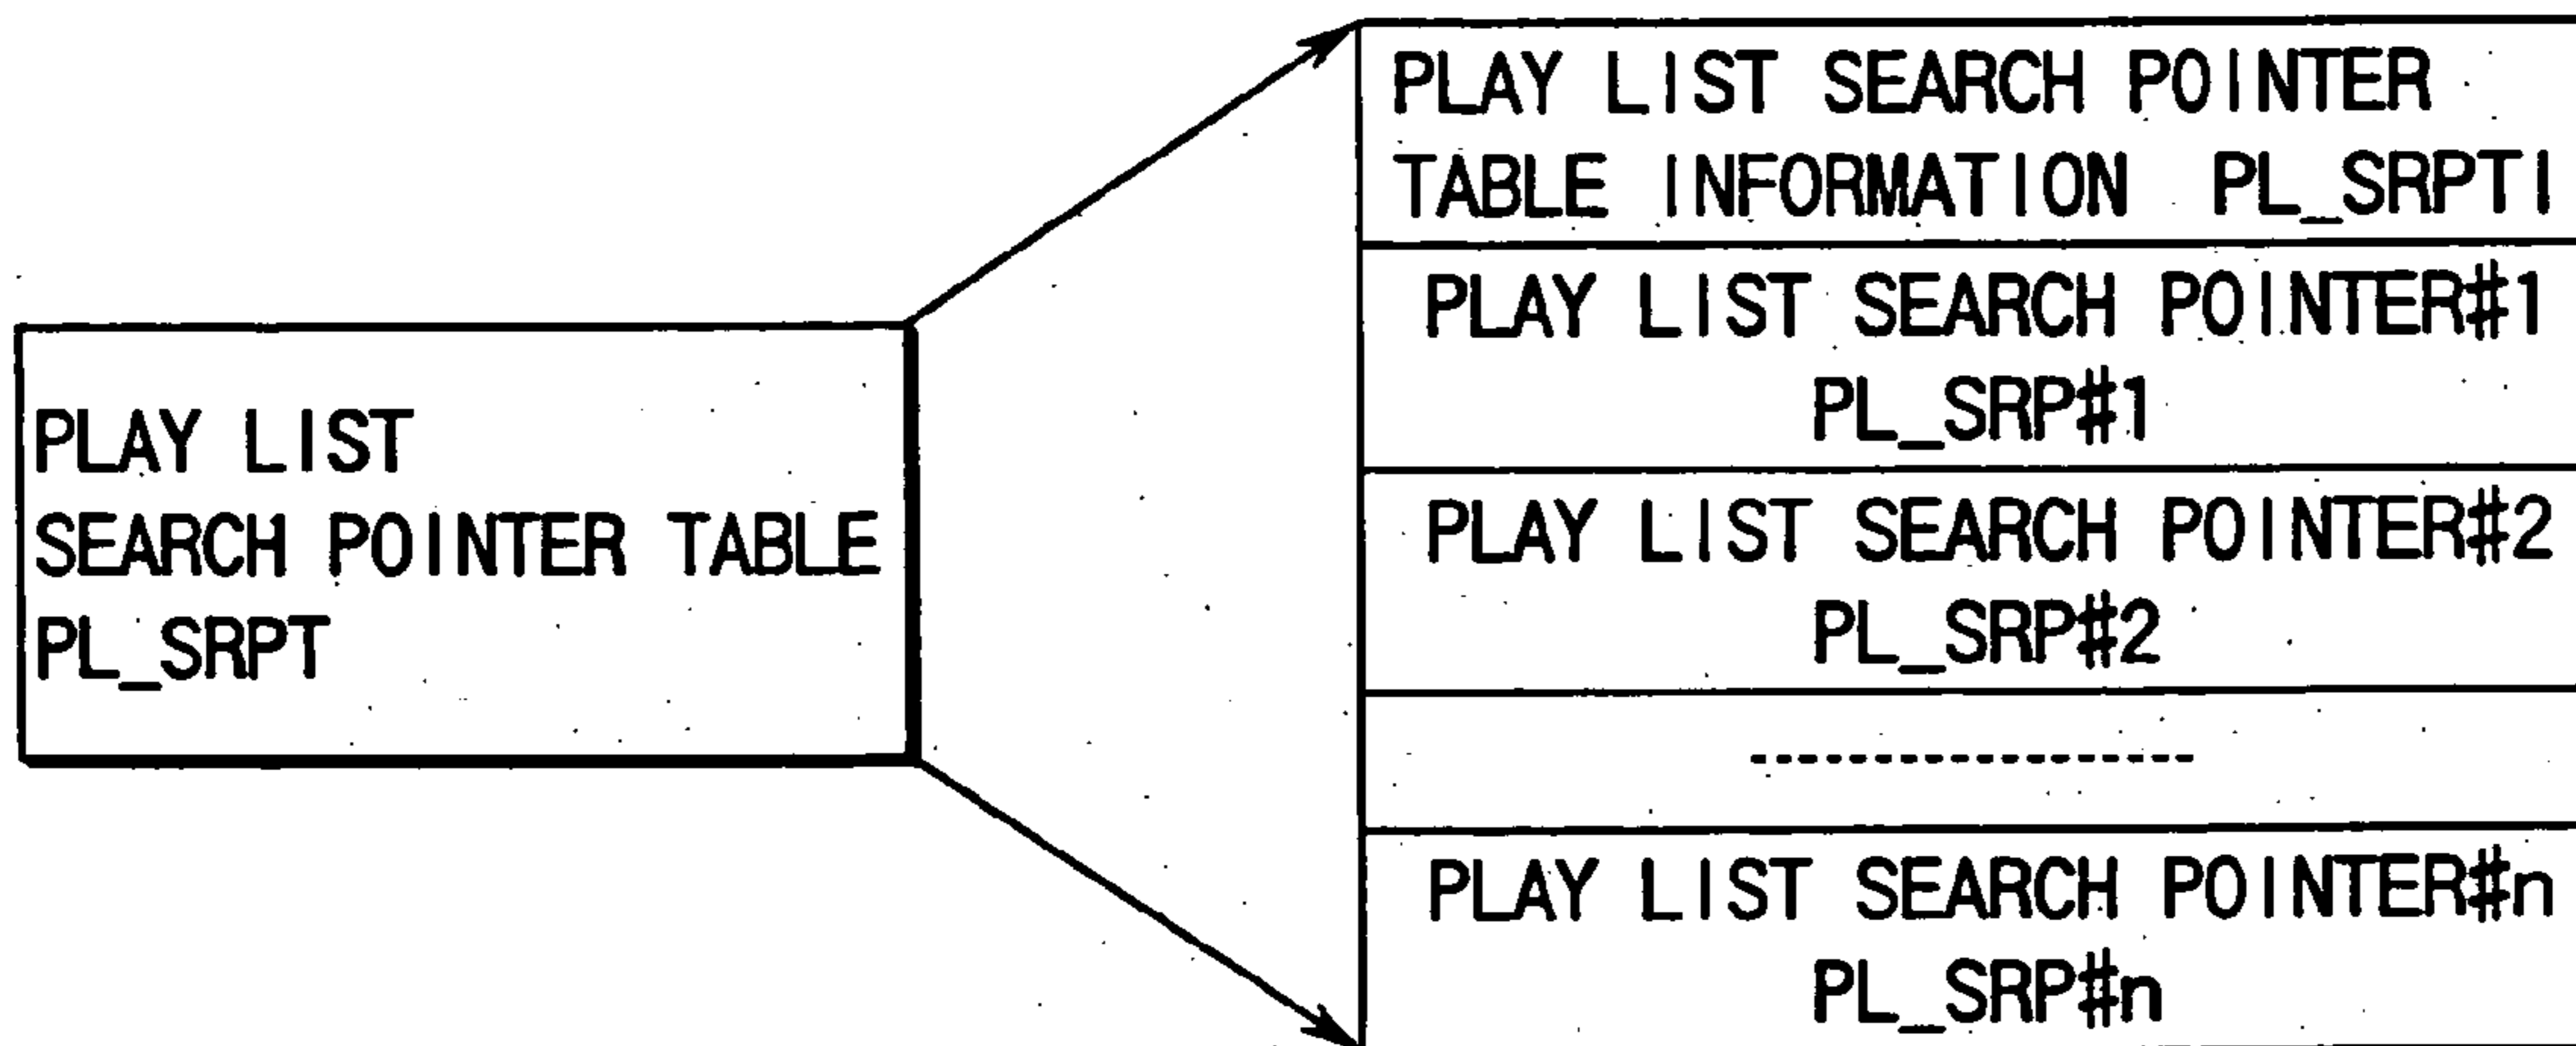 PLAY LIST
SEARCH POINTER TABLE
PL_SRPT
PLAY LIST SEARCH POINTER
TABLE INFORMATION PL_SRPTI
PLAY LIST SEARCH POINTER#1
PL_SRP#1
PLAY LIST SEARCH POINTER#2
PL_SRP#2
PLAY LIST SEARCH POINTER#n
PL_SRP#n